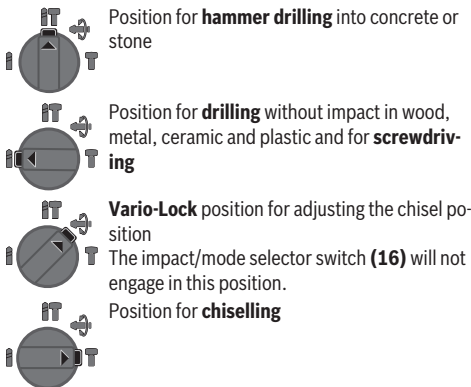 Position for hammer drilling into concrete or
stone
Position for drilling without impact in wood,
metal, ceramic and plastic and for screwdriv-
ing
Vario-Lock position for adjusting the chisel po-
sition
The impact/mode selector switch (16) will not
engage in this position.
Position for chiselling